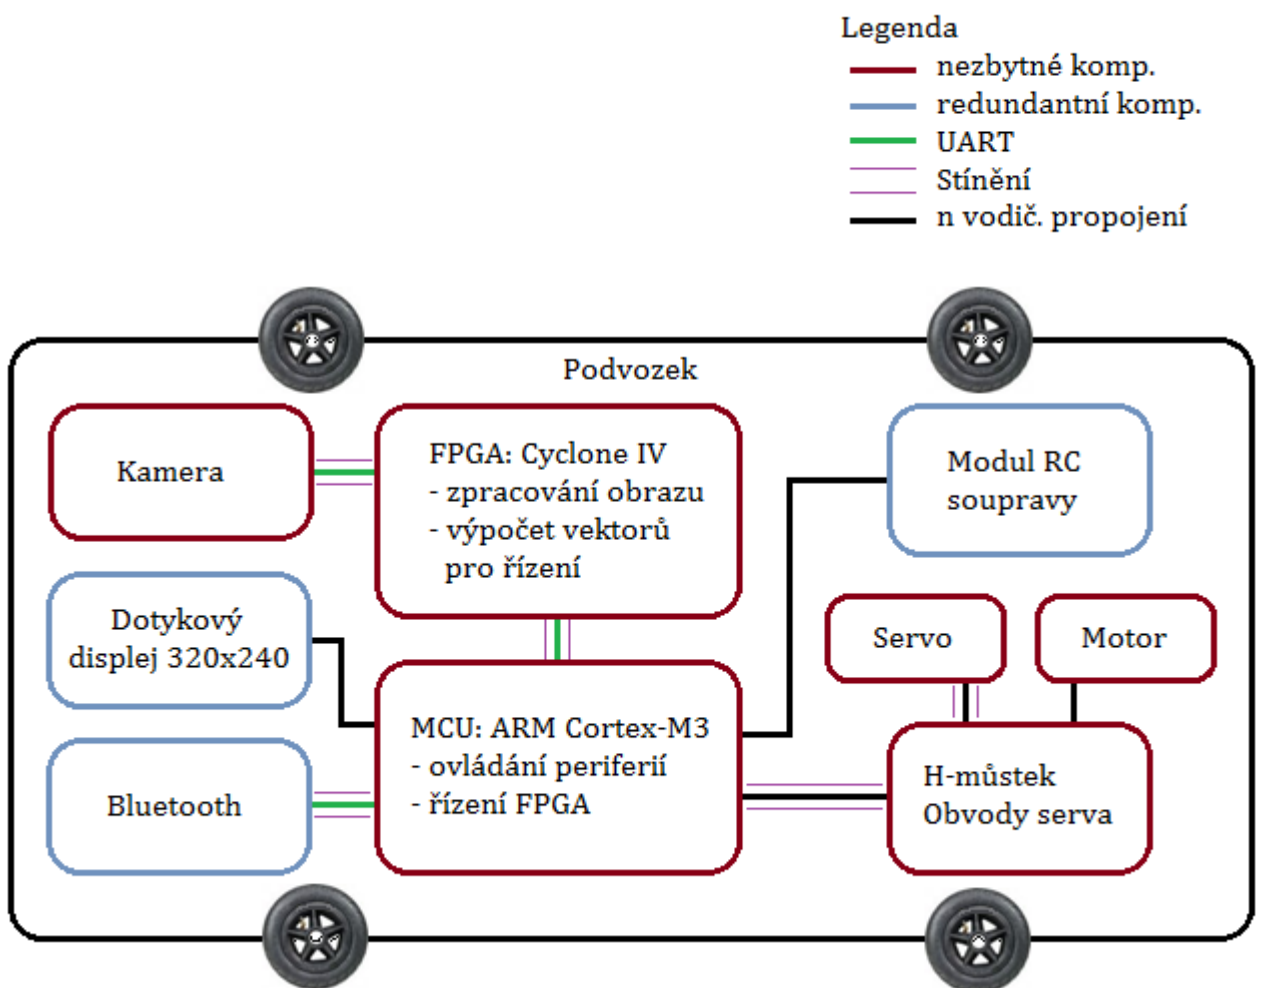 Legenda
nezbytné komp.
redundantní komp.
UART
Stínění
n vodič. propojení
Podvozek
Kamera
FPGA: Cyclone IV
- zpracování obrazu
- výpočet vektorů
pro řízení
Modul RC
soupravy
Dotykový
displej 320x240
Servo
Motor
MCU: ARM Cortex-M3
- ovládání periferií
- řízení FPGA
Bluetooth
H-můstek
Obvody serva